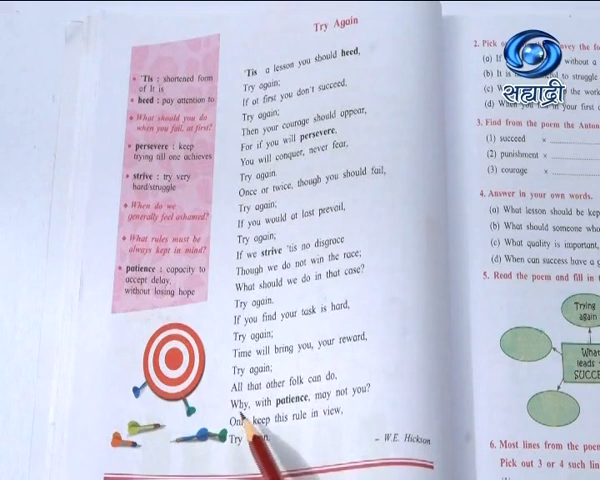 Try Again
• 'Tis : shortened form
of It is
• heed : pay attention to
• What should you do
when you fail, at first?
• persevere : keep
trying till one achieves
• strive : try very
hard/struggle
• When do we
generally feel ashamed?
• What rules must be
always kept in mind?
• patience : capacity to
accept delay,
without losing hope
'Tis a lesson you should heed,
Try again;
If at first you don't succeed,
Try again;
Then your courage should appear,
For if you will persevere,
You will conquer, never fear,
Try again.
Once or twice, though you should fail,
Try again;
If you would at last prevail,
Try again;
If we strive 'tis no disgrace
Though we do not win the race;
What should we do in that case?
Try again.
If you find your task is hard,
Try again;
Time will bring you, your reward,
Try again;
All that other folk can do,
Why, with patience, may not you?
keep this rule in view,
Try
– W.E. Hickson
2. Pick
(a) If without a
(b) It is to struggle
(c) the work
(d) your first
3. Find from the poem the Anton
(1) succeed ×
(2) punishment ×
(3) courage ×
4. Answer in your own words.
(a) What lesson should be kep
(b) What should someone who
(c) What quality is important,
(d) When can success have a
5. Read the poem and fill in
Trying
again
What
leads
SUCCE
6. Most lines from the poem
Pick out 3 or 4 such lin
सह्याद्री